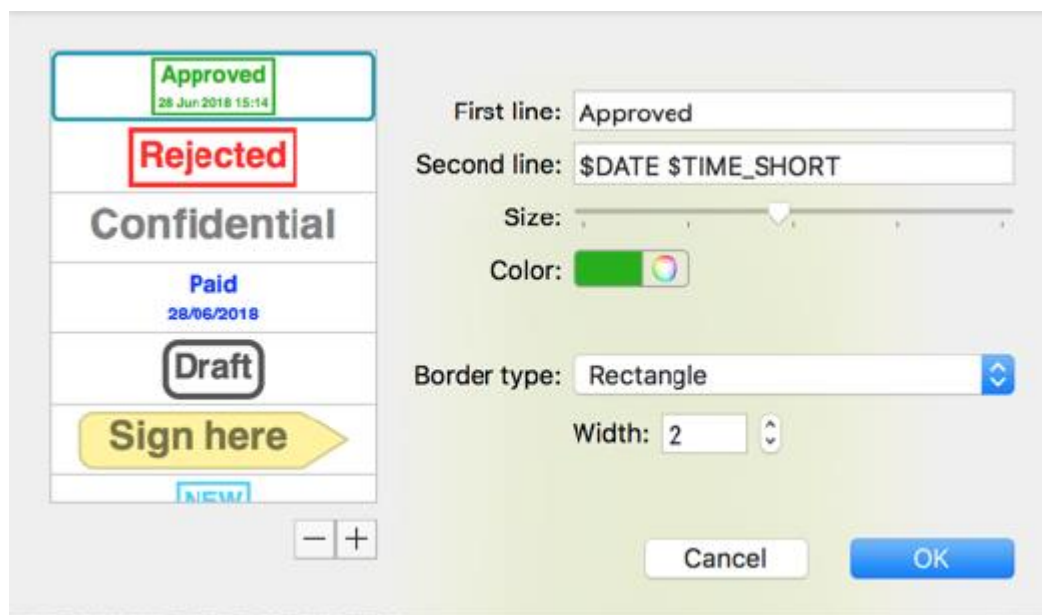 Approved
28 Jun 2018 15:14
Rejected
Confidential
Paid
28/06/2018
Draft
Sign here
NEW
First line: Approved
Second line: $DATE $TIME_SHORT
Size:
Color:
Border type: Rectangle
Width: 2
Cancel OK